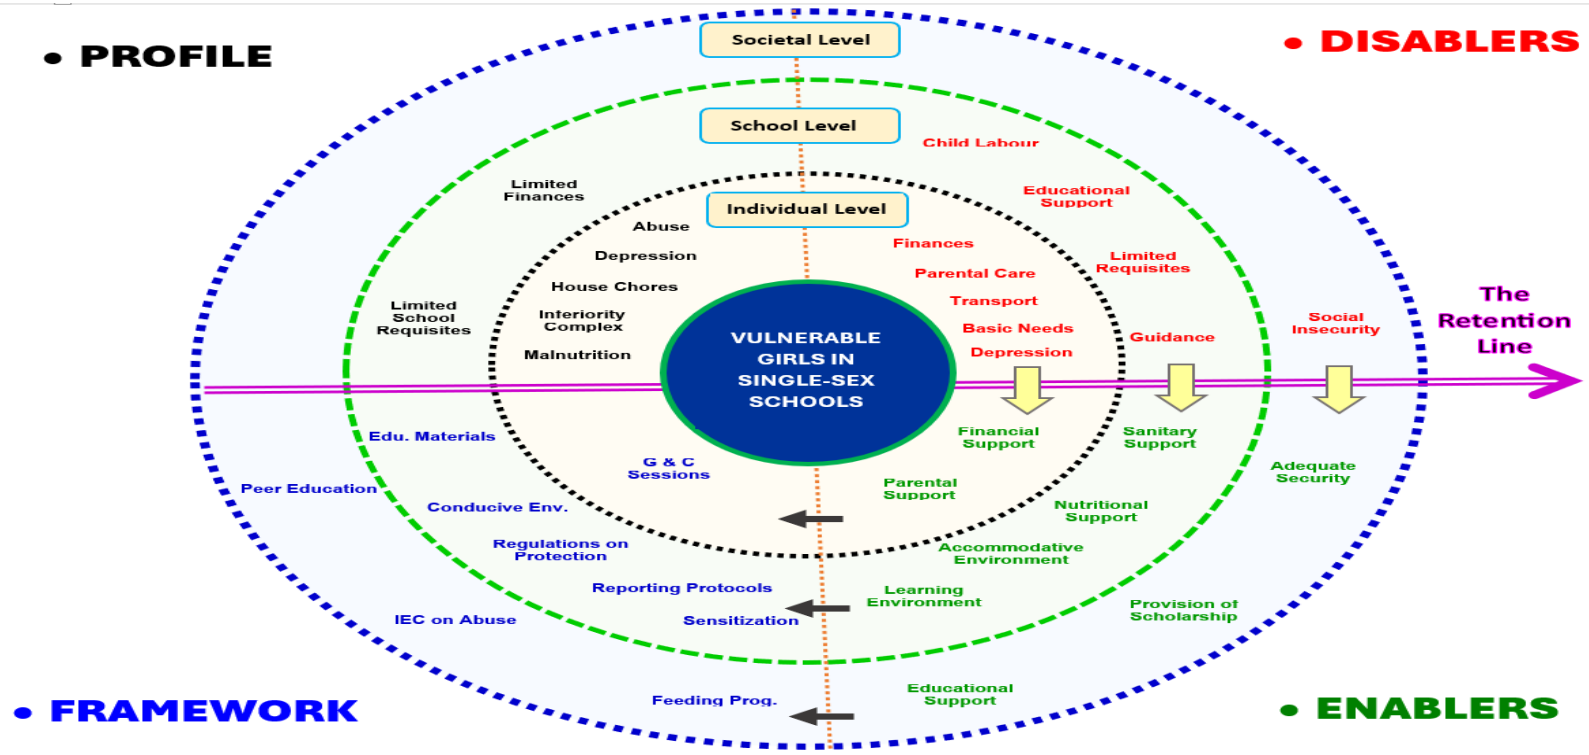 • PROFILE
• DISABLERS
Societal Level
School Level
Individual Level
Limited
Finances
Abuse
Depression
House Chores
Inferiority
Complex
Malnutrition
Limited
School
Requisites
Child Labour
Educational
Support
Finances
Parental Care
Transport
Basic Needs
Depression
Limited
Requisites
Guidance
Social
Insecurity
The
Retention
Line
VULNERABLE
GIRLS IN
SINGLE-SEX
SCHOOLS
Edu. Materials
Peer Education
G & C
Sessions
Conducive Env.
Regulations on
Protection
Reporting Protocols
Sensitization
IEC on Abuse
Feeding Prog.
Financial
Support
Sanitary
Support
Adequate
Security
Parental
Support
Nutritional
Support
Accommodative
Environment
Learning
Environment
Provision of
Scholarship
Educational
Support
• FRAMEWORK
• ENABLERS